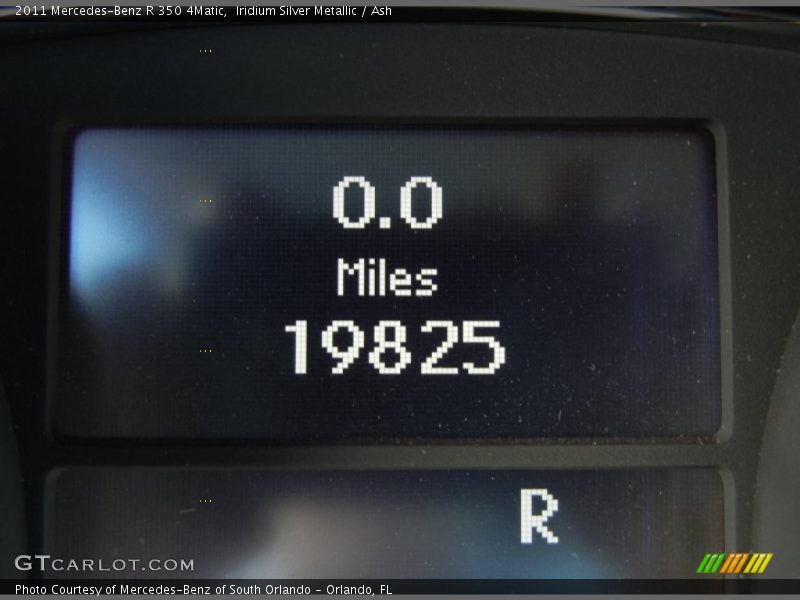 2011 Mercedes-Benz R 350 4Matic,  Iridium Silver Metallic / Ash
0.0
Miles
19825
R
GTCARLOT.COM
Photo Courtesy of Mercedes-Benz of South Orlando - Orlando, FL